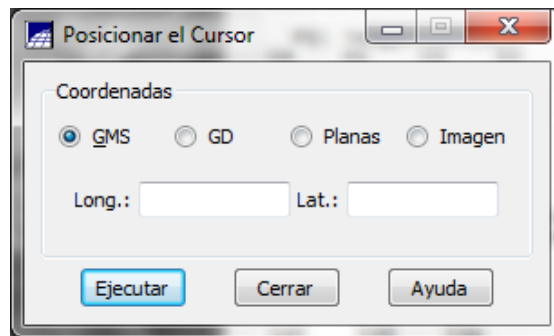 Posicionar el Cursor
Coordenadas
GMS GD Planas Imagen
Long.: Lat.:
Ejecutar Cerrar Ayuda